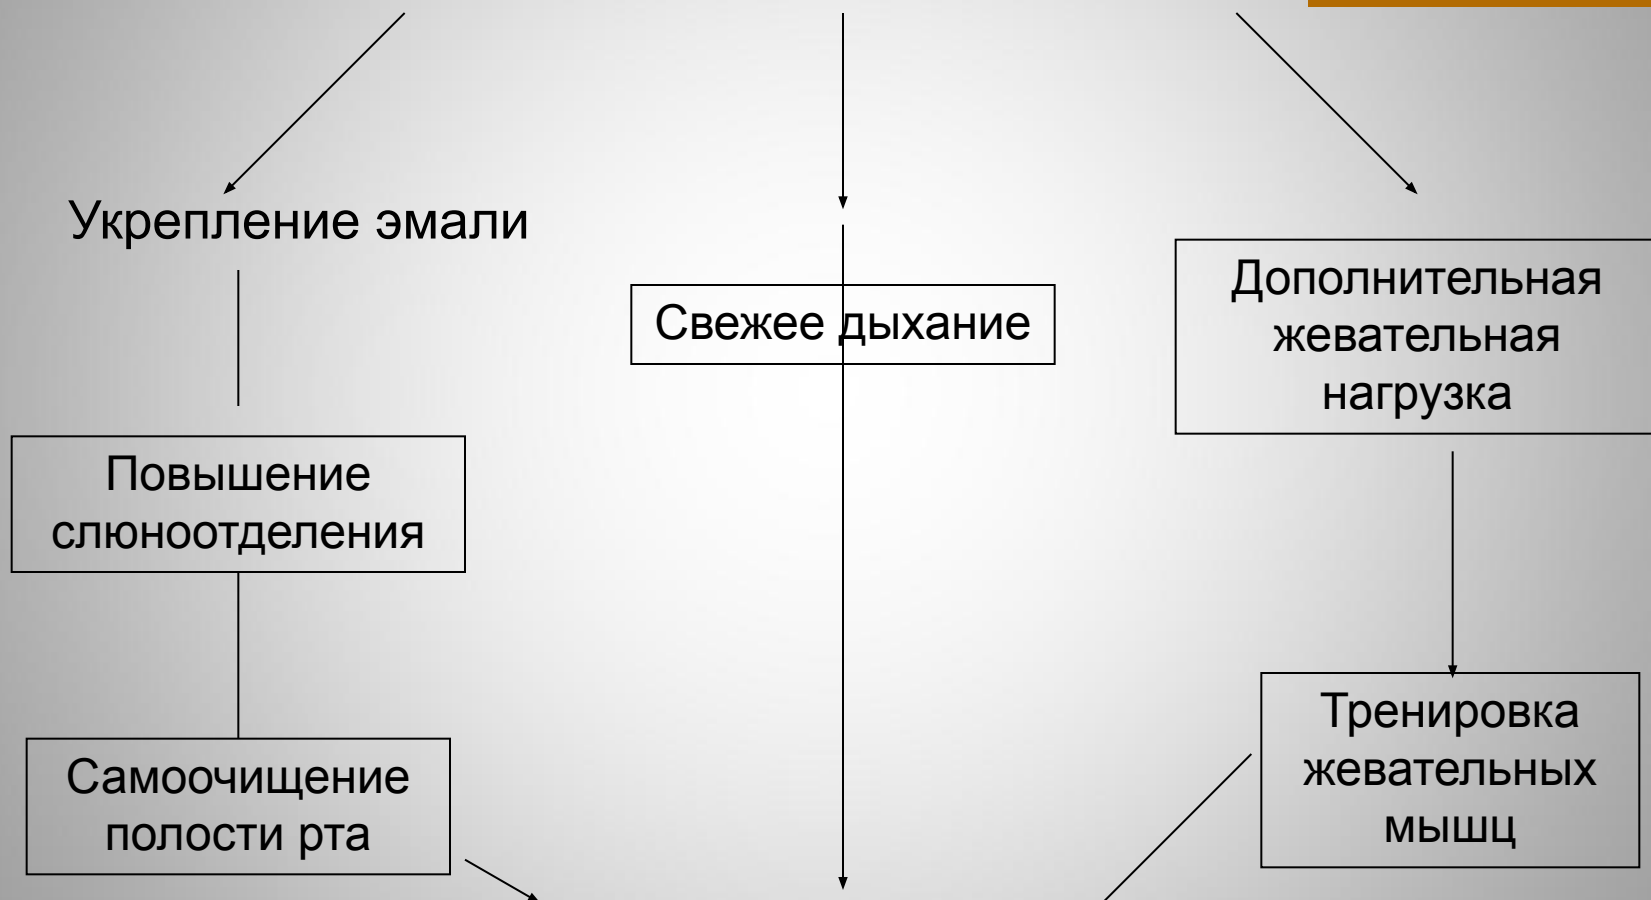 Укрепление эмали
Свежее дыхание
Дополнительная
жевательная
нагрузка
Повышение
слюноотделения
Самоочищение
полости рта
Тренировка
жевательных
мышц